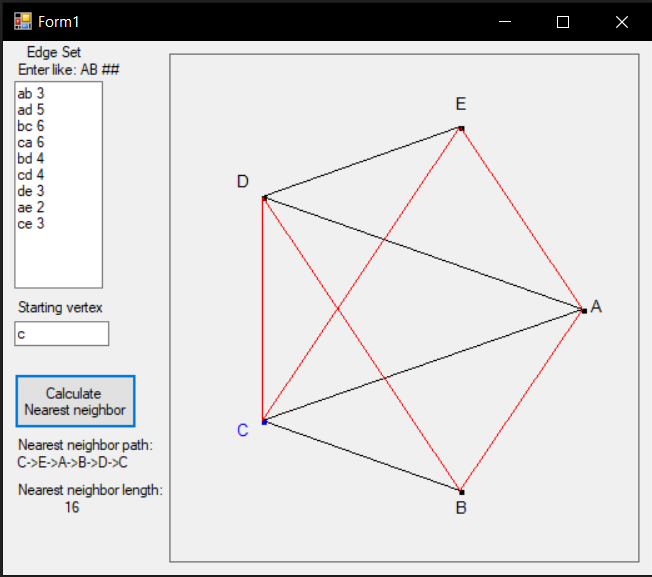 Form1
Edge Set
Enter like: AB ##
ab 3
ad 5
bc 6
ca 6
bd 4
cd 4
de 3
ae 2
ce 3
Starting vertex
c
Calculate
Nearest neighbor
Nearest neighbor path:
C->E->A->B->D->C
Nearest neighbor length:
16
E
D
A
C
B